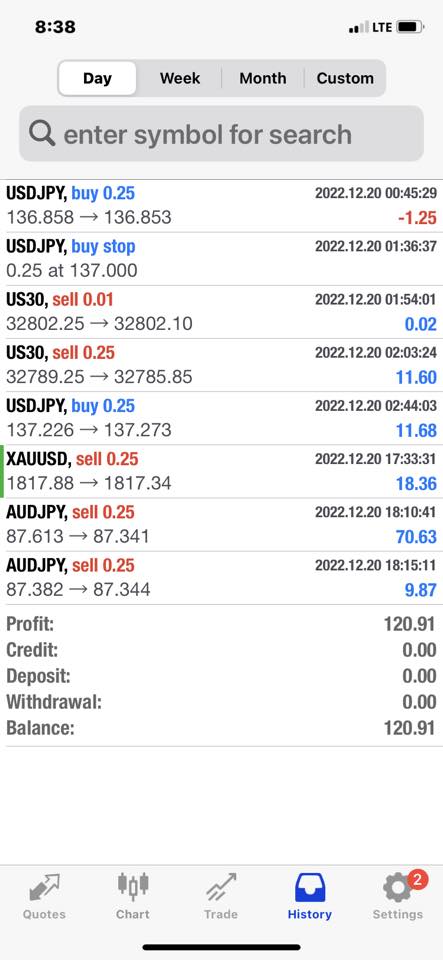 8:38
LTE
Day Week Month Custom
enter symbol for search
USDJPY, buy 0.25 2022.12.20 00:45:29
136.858 → 136.853 -1.25
USDJPY, buy stop 2022.12.20 01:36:37
0.25 at 137.000
US30, sell 0.01 2022.12.20 01:54:01
32802.25 → 32802.10 0.02
US30, sell 0.25 2022.12.20 02:03:24
32789.25 → 32785.85 11.60
USDJPY, buy 0.25 2022.12.20 02:44:03
137.226 → 137.273 11.68
XAUUSD, sell 0.25 2022.12.20 17:33:31
1817.88 → 1817.34 18.36
AUDJPY, sell 0.25 2022.12.20 18:10:41
87.613 → 87.341 70.63
AUDJPY, sell 0.25 2022.12.20 18:15:11
87.382 → 87.344 9.87
Profit: 120.91
Credit: 0.00
Deposit: 0.00
Withdrawal: 0.00
Balance: 120.91
2
Quotes Chart Trade History Settings